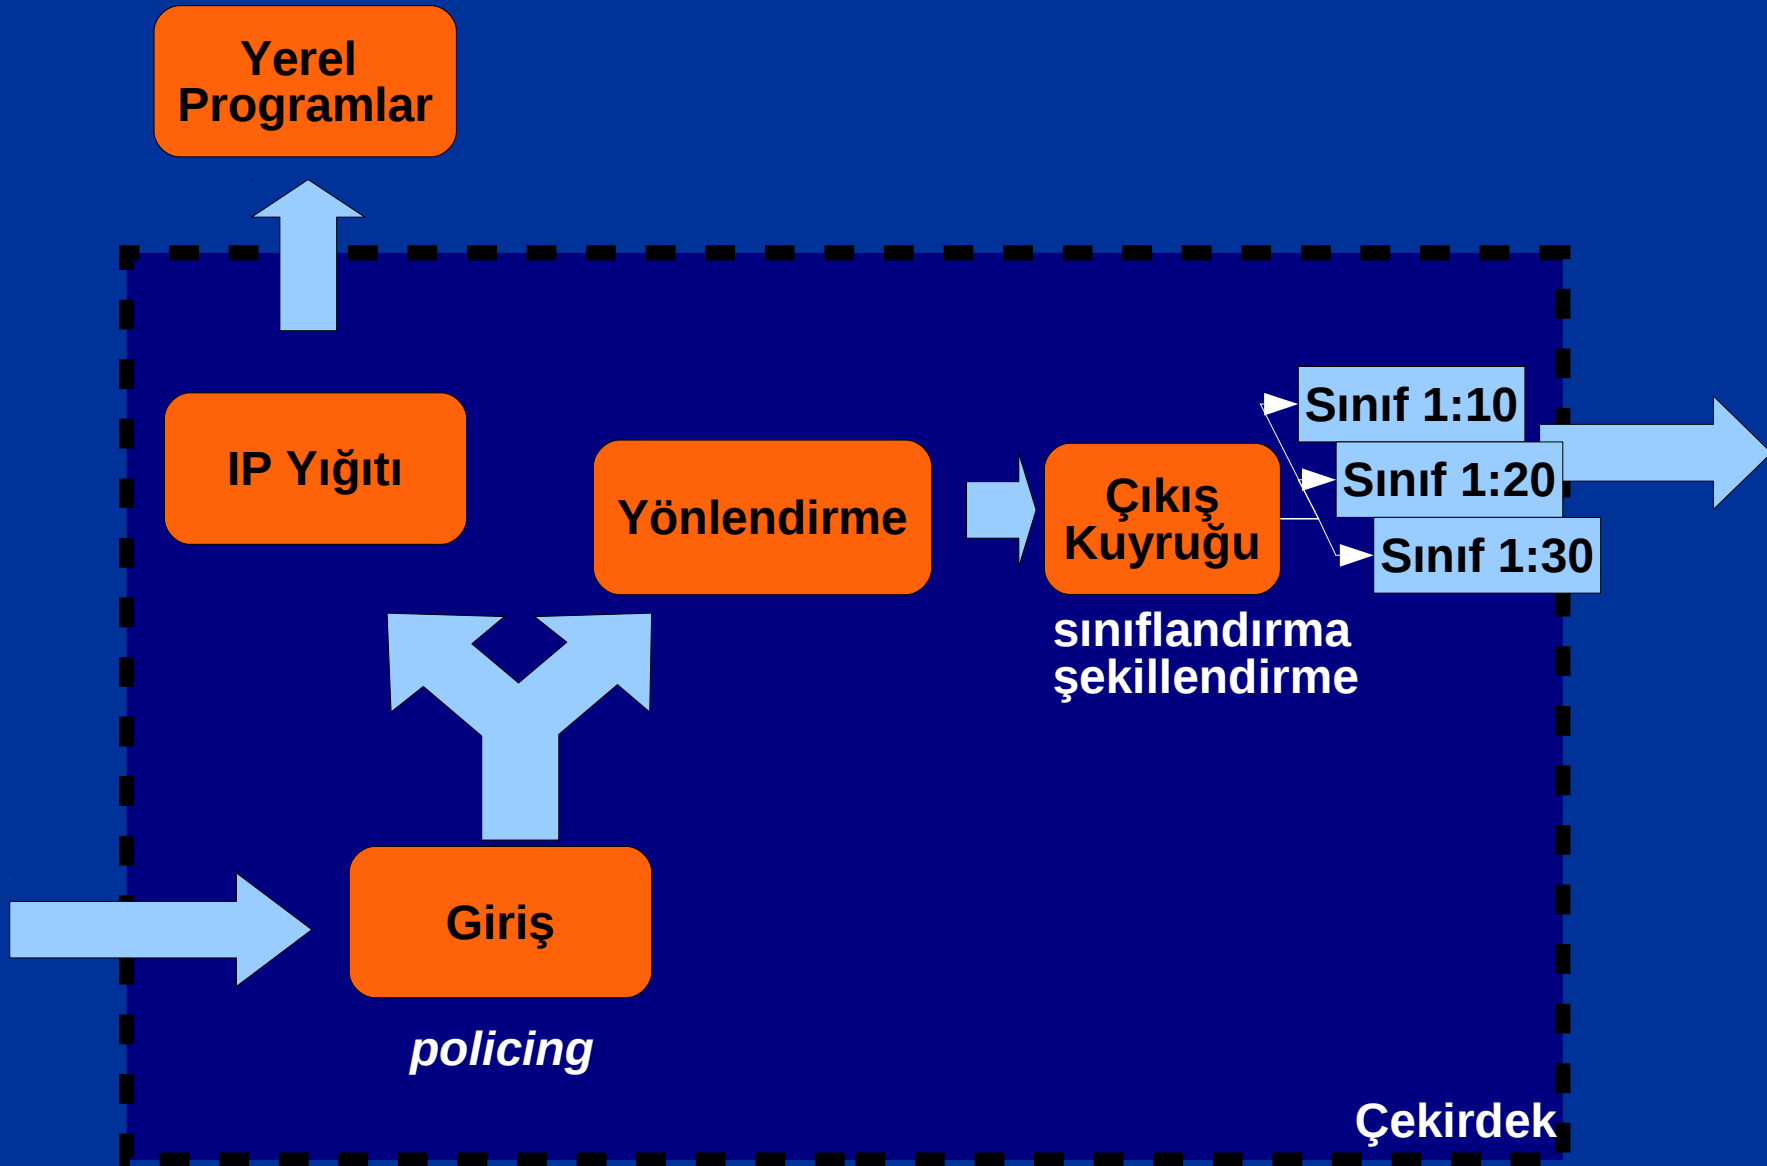 Yerel
Programlar
IP Yığıtı
Yönlendirme
Çıkış
Kuyruğu
Sınıf 1:10
Sınıf 1:20
Sınıf 1:30
sınıflandırma
şekillendirme
Giriş
policing
Çekirdek